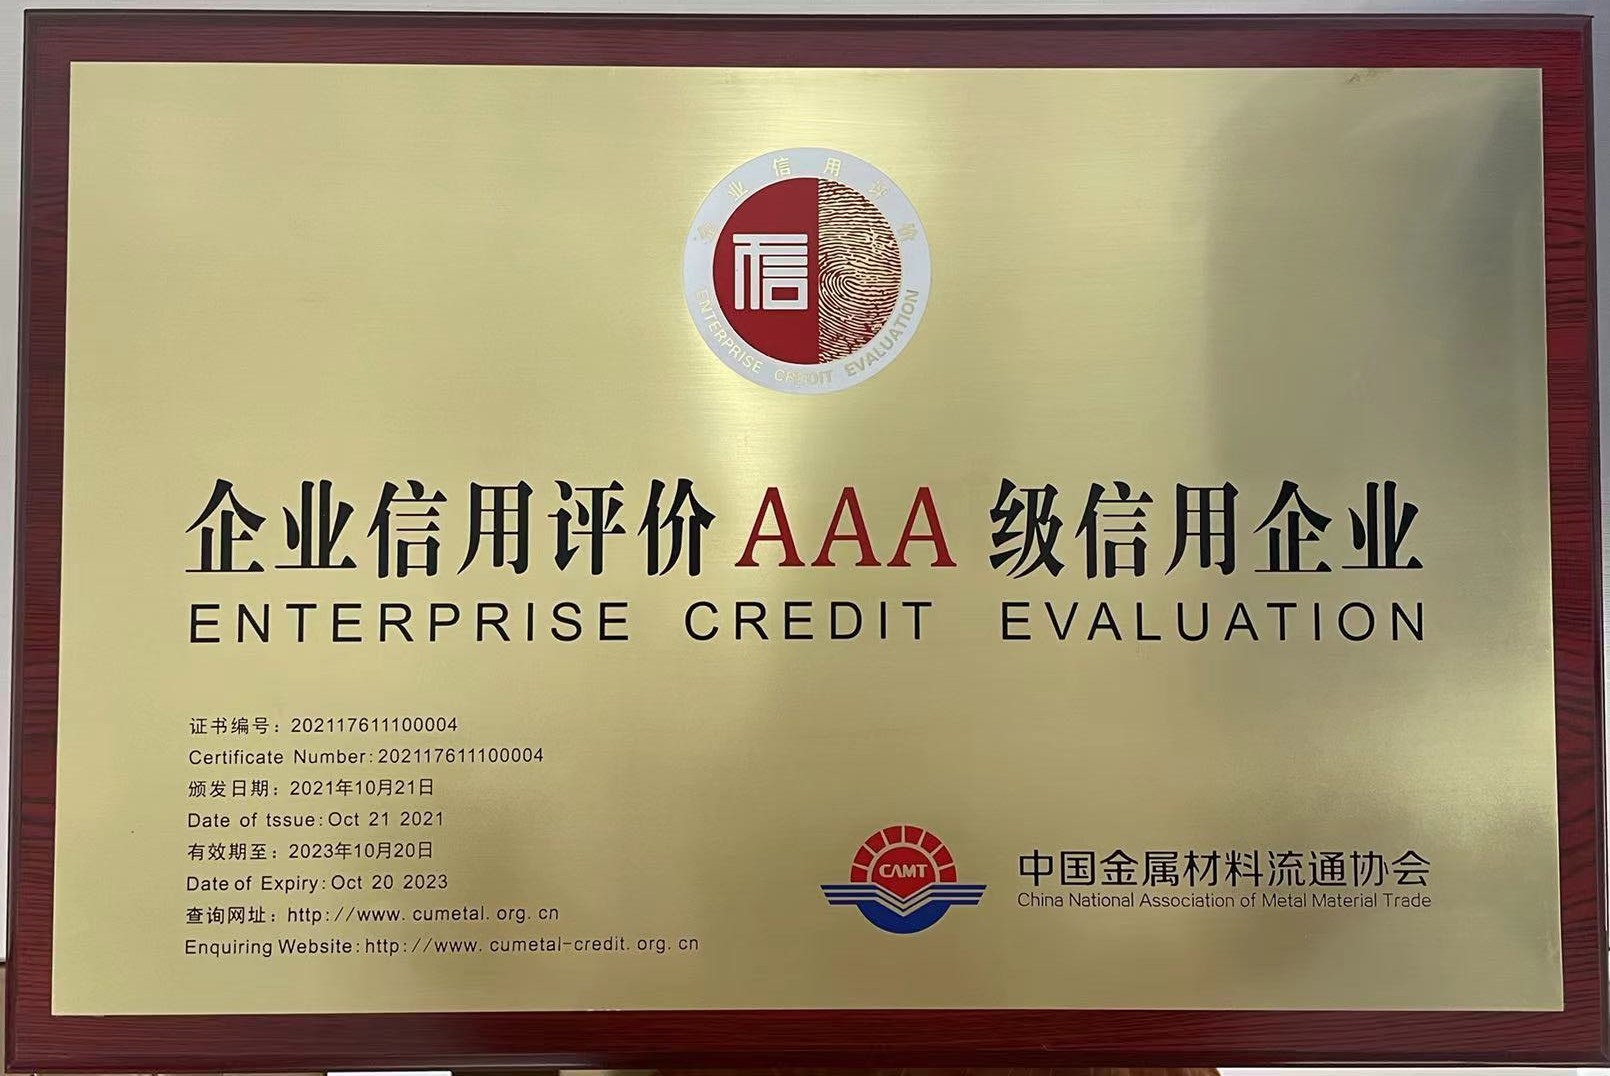 企业信用评价
信
ENTERPRISE CREDIT EVALUATION
企业信用评价AAA级信用企业
ENTERPRISE CREDIT EVALUATION
证书编号：202117611100004
Certificate Number:202117611100004
颁发日期：2021年10月21日
Date of tssue:Oct 21 2021
有效期至：2023年10月20日
Date of Expiry:Oct 20 2023
查询网址：http://www.cumetal.org.cn
Enquiring Website:http://www.cumetal-credit.org.cn
CAMT
中国金属材料流通协会
China National Association of Metal Material Trade